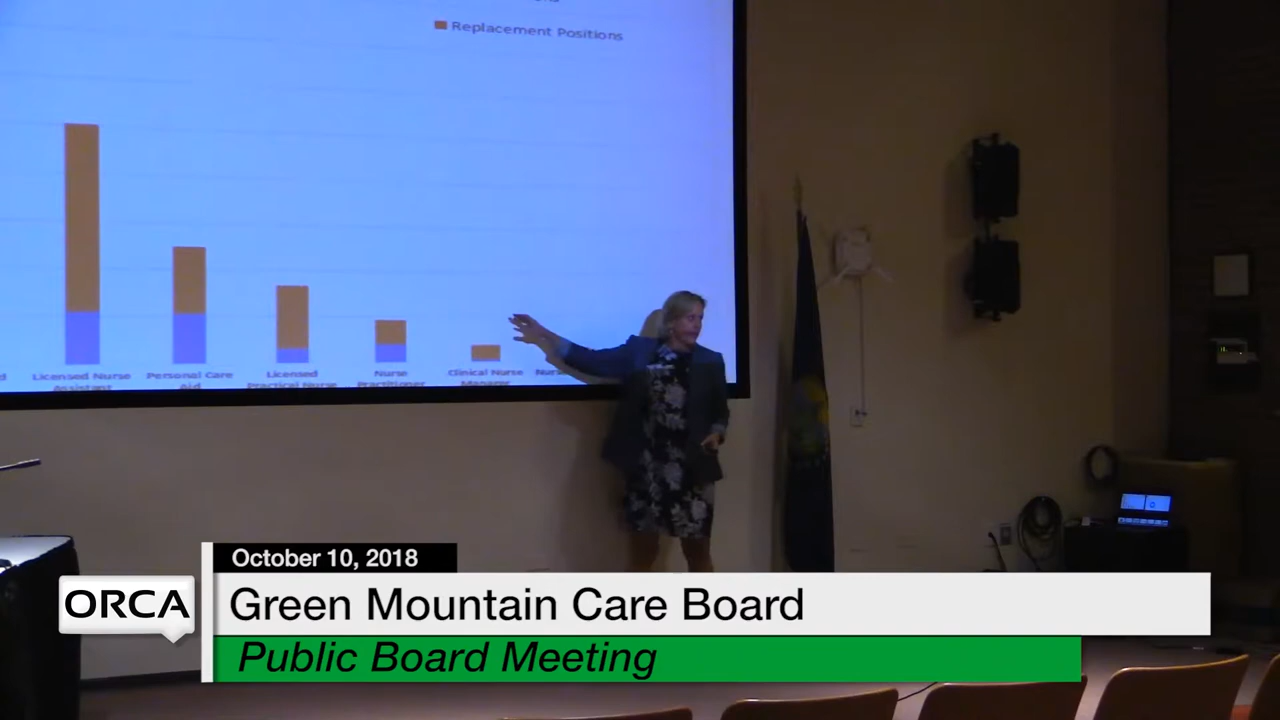 Replacement Positions
Licensed Nurse
Assistant
Personal Care
Aid
Licensed
Practical Nurse
Nurse
Practitioner
Clinical Nurse
Manager
October 10, 2018
ORCA
Green Mountain Care Board
Public Board Meeting